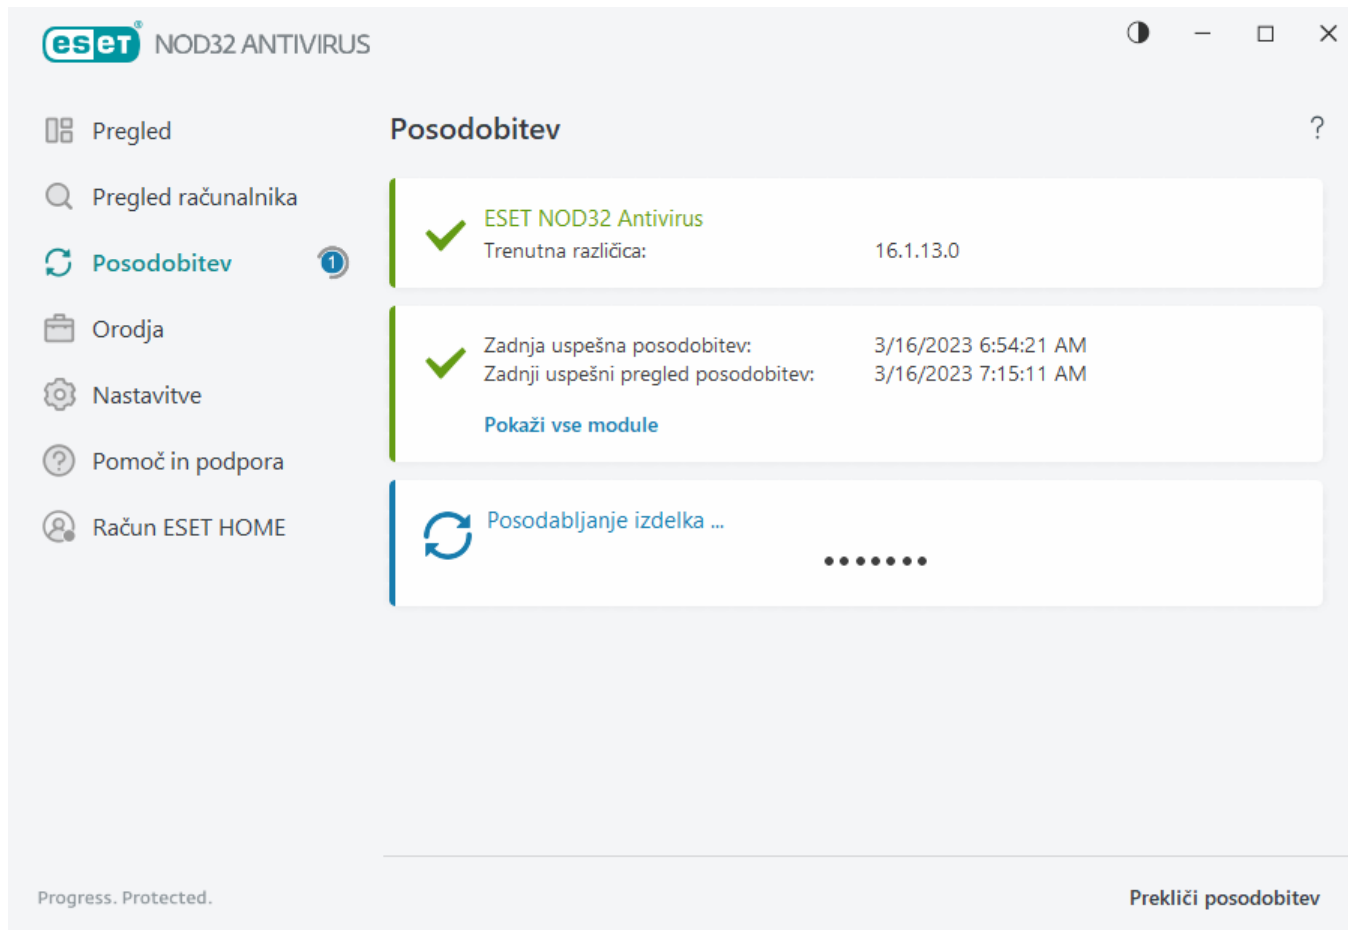 eset® NOD32 ANTIVIRUS
Pregled
Pregled računalnika
Posodobitev 1
Orodja
Nastavitve
Pomoč in podpora
Račun ESET HOME
Posodobitev ?
ESET NOD32 Antivirus
Trenutna različica: 16.1.13.0
Zadnja uspešna posodobitev: 3/16/2023 6:54:21 AM
Zadnji uspešni pregled posodobitev: 3/16/2023 7:15:11 AM
Pokaži vse module
Posodabljanje izdelka ...
Progress. Protected.
Prekliči posodobitev